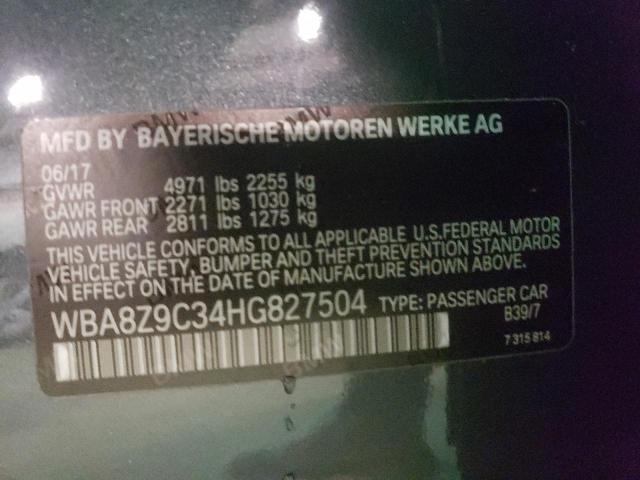 MFD BY BAYERISCHE MOTOREN WERKE AG
06/17
GVWR 4971 lbs 2255 kg
GAWR FRONT 2271 lbs 1030 kg
GAWR REAR 2811 lbs 1275 kg
THIS VEHICLE CONFORMS TO ALL APPLICABLE U.S.FEDERAL MOTOR
VEHICLE SAFETY, BUMPER AND THEFT PREVENTION STANDARDS
IN EFFECT ON THE DATE OF MANUFACTURE SHOWN ABOVE.
WBA8Z9C34HG827504 TYPE: PASSENGER CAR
B39/7
7 315 814